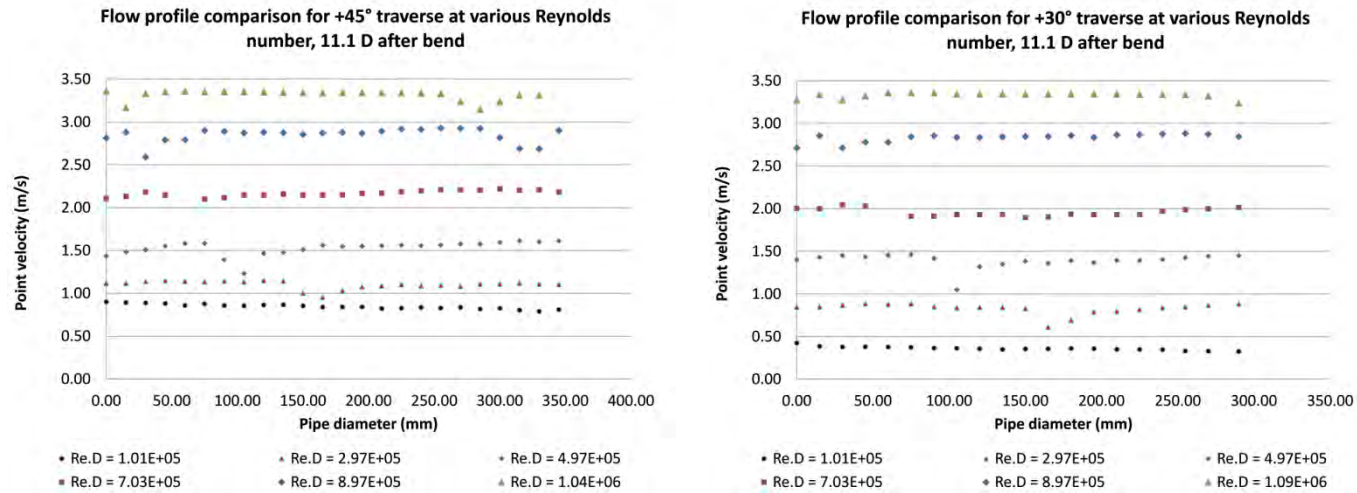 Flow profile comparison for +45° traverse at various Reynolds
number, 11.1 D after bend
3.50
3.00
2.50
2.00
1.50
1.00
0.50
0.00
Point velocity (m/s)
0.00 50.00 100.00 150.00 200.00 250.00 300.00 350.00 400.00
Pipe diameter (mm)
Re.D = 1.01E+05 Re.D = 2.97E+05 Re.D = 4.97E+05
Re.D = 7.03E+05 Re.D = 8.97E+05 Re.D = 1.04E+06
Flow profile comparison for +30° traverse at various Reynolds
number, 11.1 D after bend
3.50
3.00
2.50
2.00
1.50
1.00
0.50
0.00
Point velocity (m/s)
0.00 50.00 100.00 150.00 200.00 250.00 300.00 350.00
Pipe diameter (mm)
Re.D = 1.01E+05 Re.D = 2.97E+05 Re.D = 4.97E+05
Re.D = 7.03E+05 Re.D = 8.97E+05 Re.D = 1.09E+06